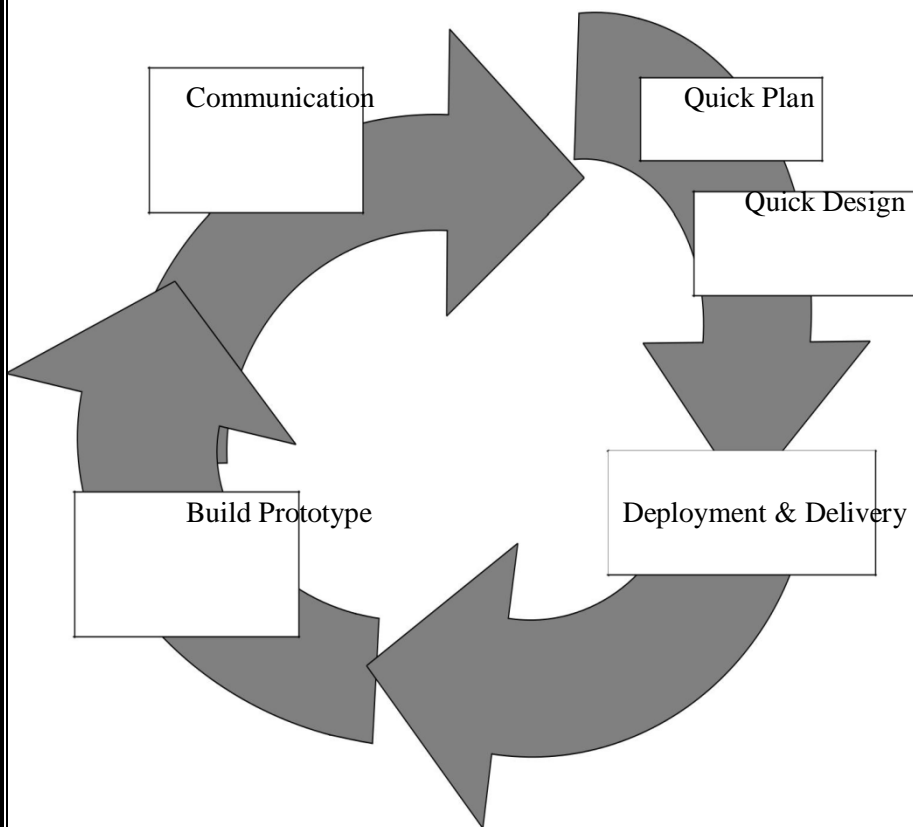 Communication
Quick Plan
Quick Design
Build Prototype
Deployment & Delivery